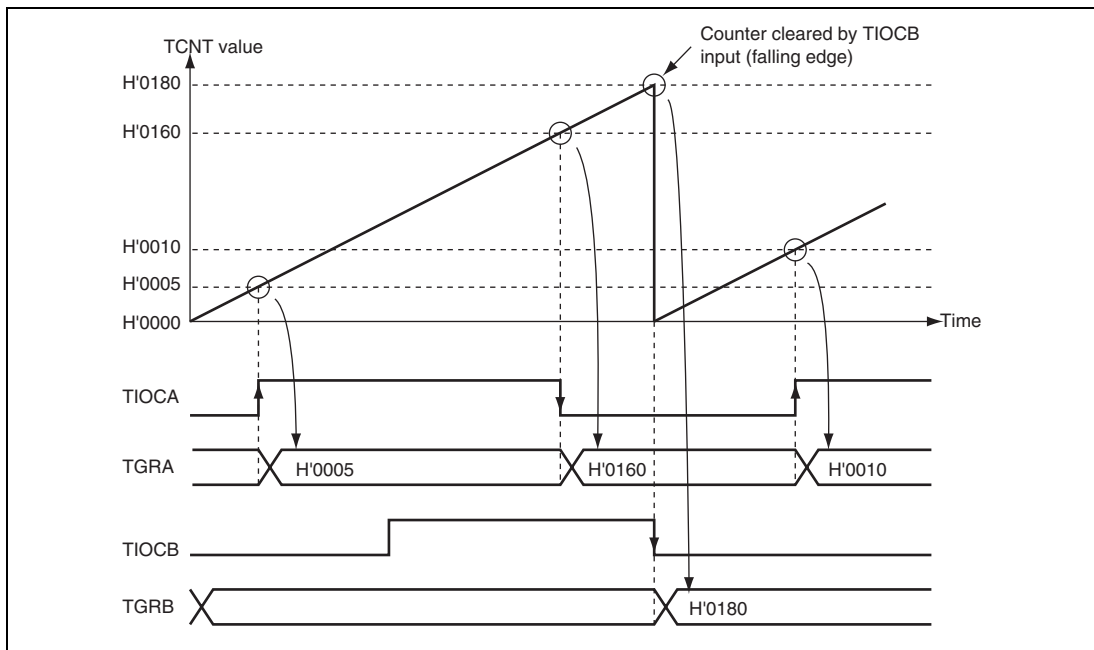 Counter cleared by TIOCB
input (falling edge)
TCNT value
H'0180
H'0160
H'0010
H'0005
H'0000
Time
TIOCA
TGRA
H'0005
H'0160
H'0010
TIOCB
TGRB
H'0180